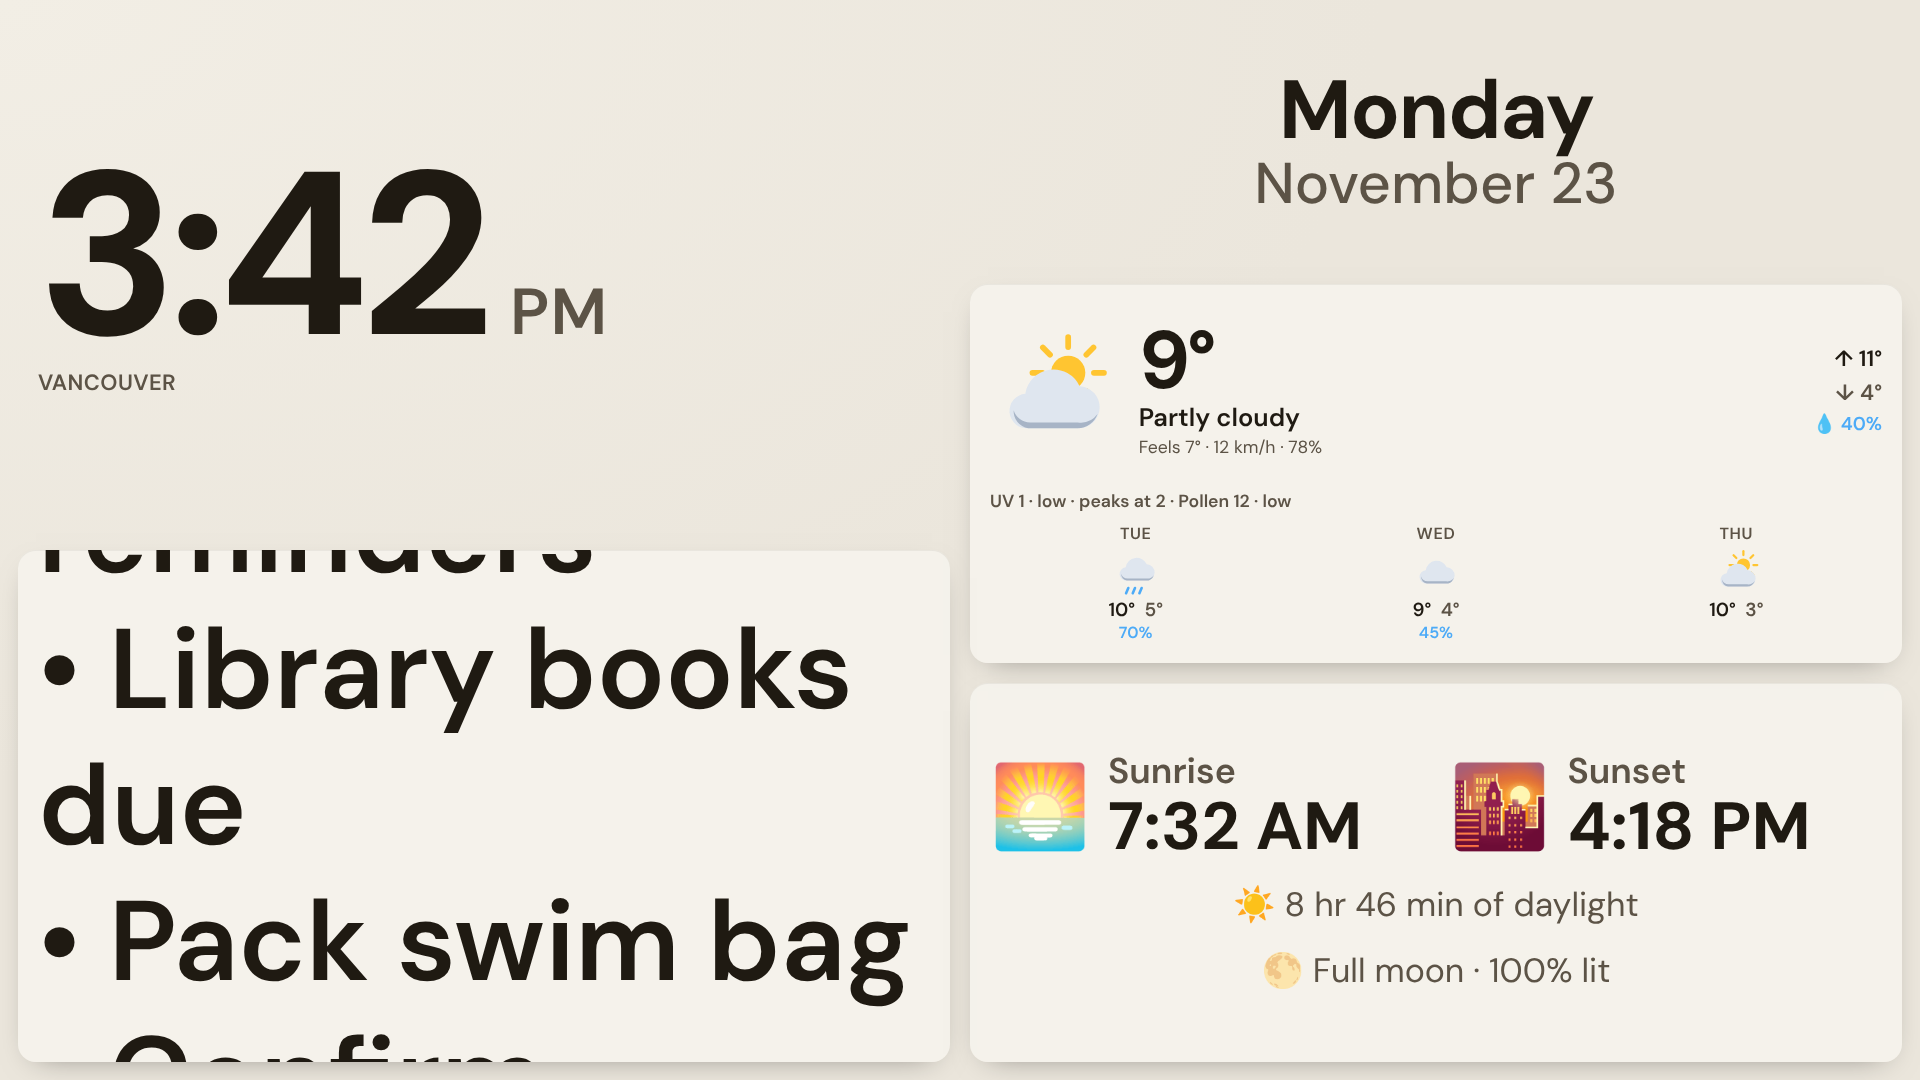 3:42 PM
VANCOUVER
Monday
November 23
9°
Partly cloudy
Feels 7° · 12 km/h · 78%
↑ 11°
↓ 4°
40%
UV 1 · low · peaks at 2 · Pollen 12 · low
TUE
10° 5°
70%
WED
9° 4°
45%
THU
10° 3°
reminders
• Library books
due
• Pack swim bag
Confirm
Sunrise
7:32 AM
Sunset
4:18 PM
8 hr 46 min of daylight
Full moon · 100% lit